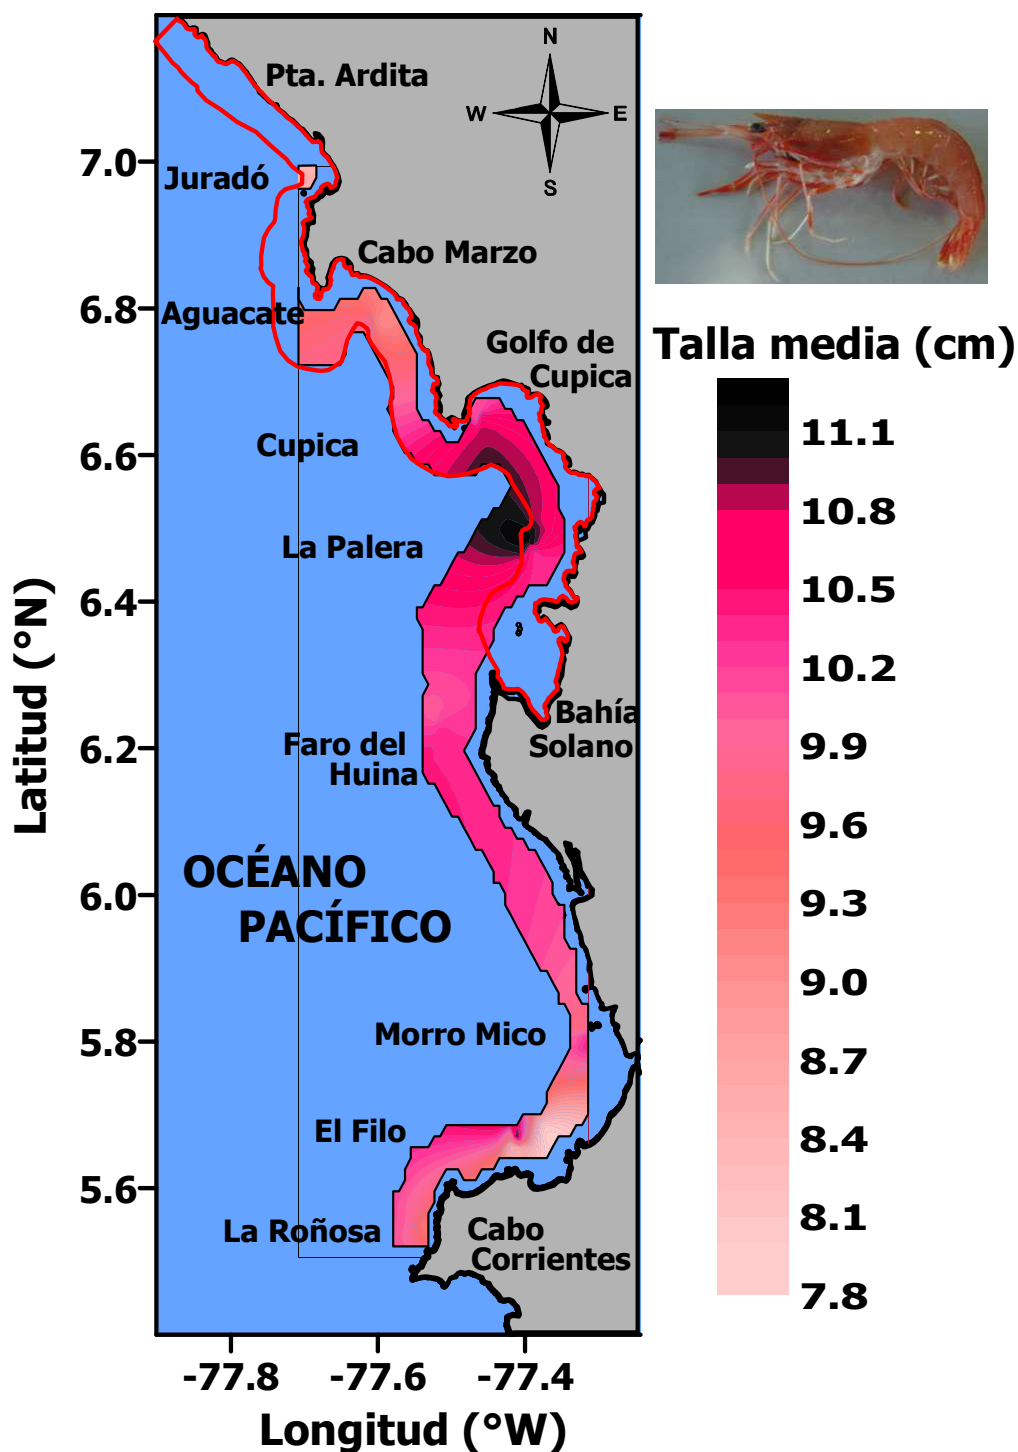 N
W
E
S
Pta. Ardita
7.0
Juradó
Cabo Marzo
6.8
Aguacate
Golfo de
Cupica
Talla media (cm)
11.1
10.8
10.5
10.2
9.9
9.6
9.3
9.0
8.7
8.4
8.1
7.8
Cupica
6.6
La Palera
6.4
Latitud (°N)
Bahía
Solano
Faro del
Huina
6.2
OCÉANO
PACÍFICO
6.0
Morro Mico
5.8
El Filo
5.6
La Roñosa
Cabo
Corrientes
-77.8
-77.6
-77.4
Longitud (°W)